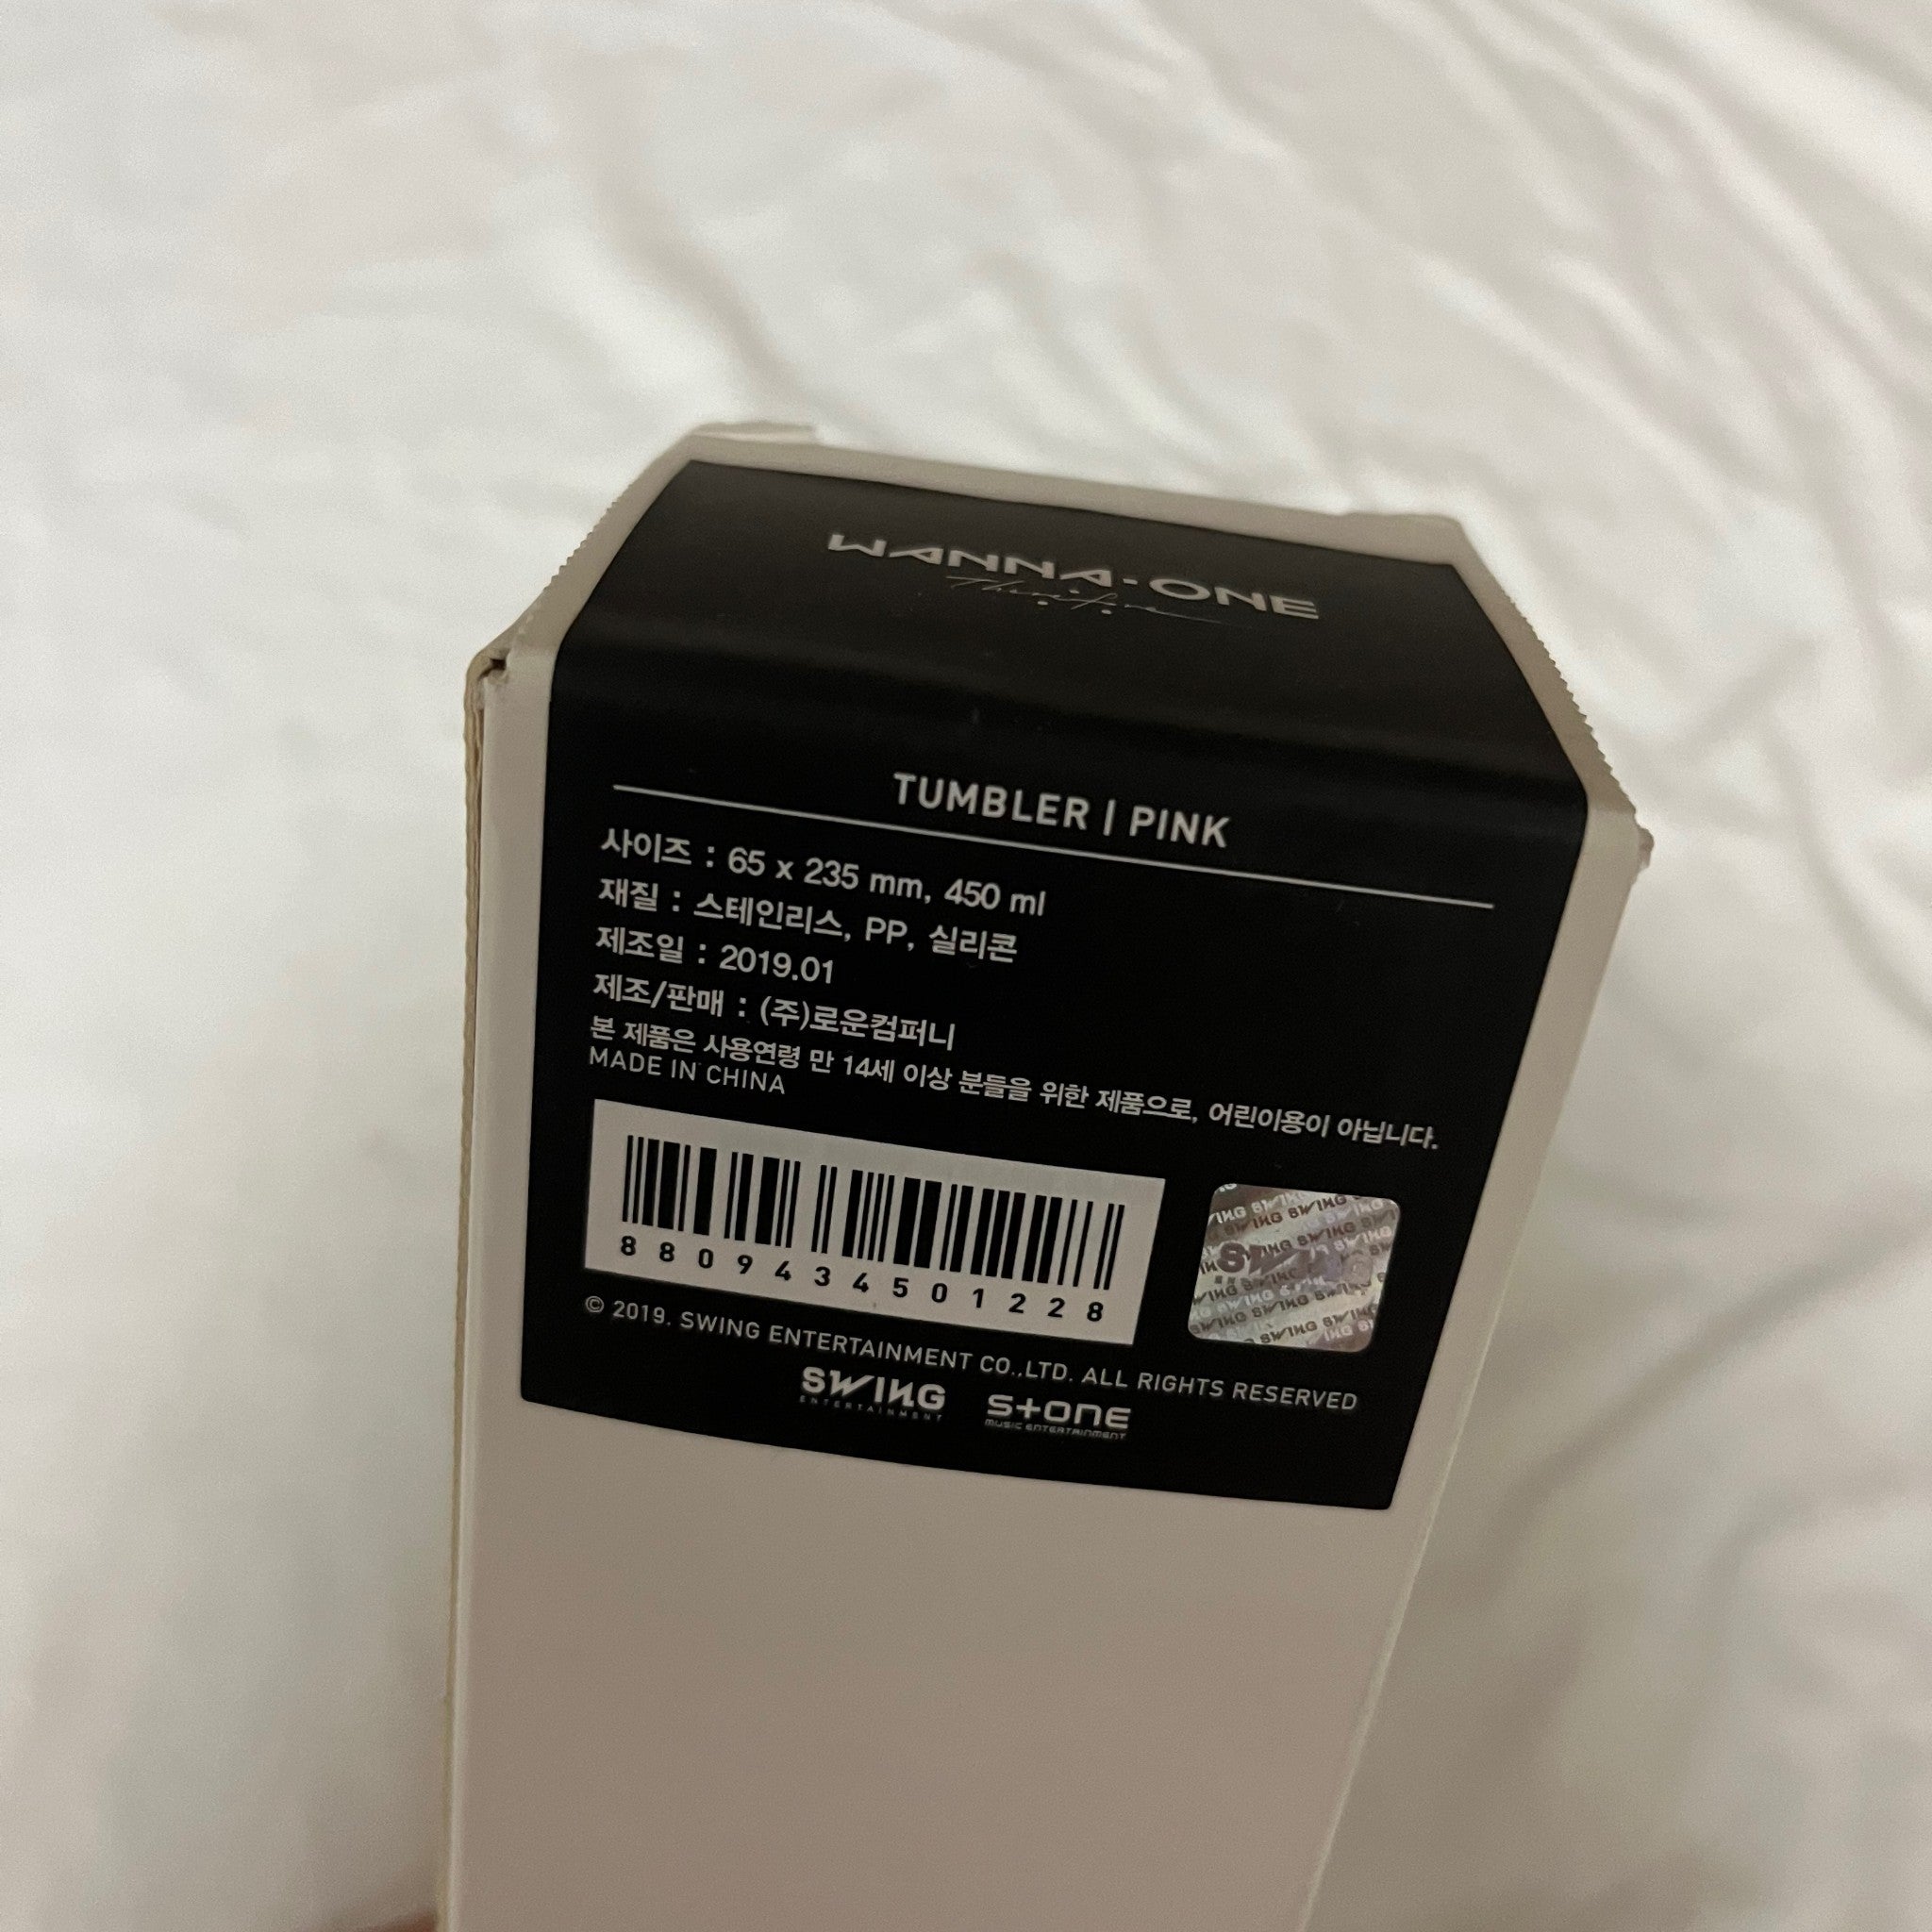 WANNA·ONE
Therefore
TUMBLER | PINK
사이즈 : 65 x 235 mm, 450 ml
재질 : 스테인리스, PP, 실리콘
제조일 : 2019.01
제조/판매 : (주)로운컴퍼니
본 제품은 사용연령 만 14세 이상 분들을 위한 제품으로, 어린이용이 아닙니다.
MADE IN CHINA
8809434501228
© 2019. SWING ENTERTAINMENT CO.,LTD. ALL RIGHTS RESERVED
SWING
ENTERTAINMENT
S+ONE
MUSIC ENTERTAINMENT
SWING